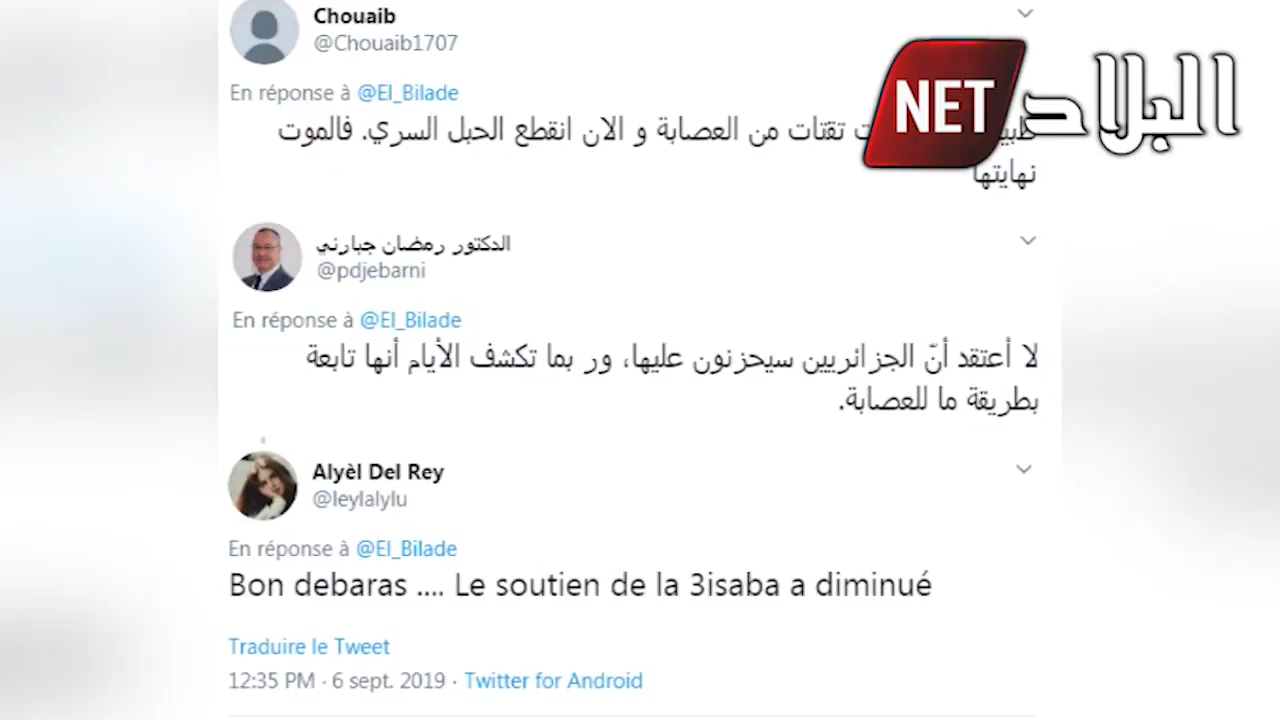 Chouaib
@Chouaib1707
En réponse à @El_Bilade
تقتات من العصابة و الان انقطع الحبل السري. فالموت
نهايتها
NET البلاد
الدكتور رمضان جبارني
@pdjebarni
En réponse à @El_Bilade
لا أعتقد أنّ الجزائريين سيحزنون عليها، ور بما تكشف الأيام أنها تابعة
بطريقة ما للعصابة.
Alyèl Del Rey
@leylalylu
En réponse à @El_Bilade
Bon debaras .... Le soutien de la 3isaba a diminué
Traduire le Tweet
12:35 PM · 6 sept. 2019 · Twitter for Android